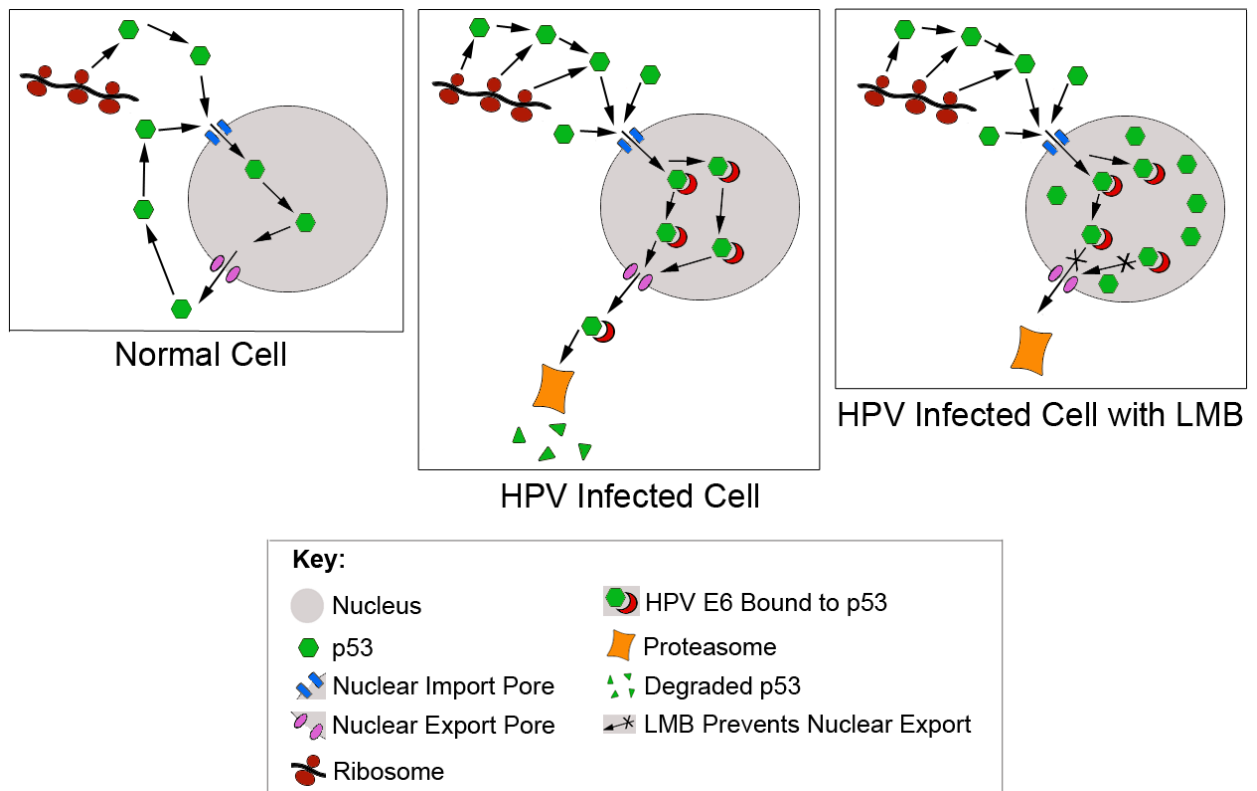 Normal Cell
HPV Infected Cell
HPV Infected Cell with LMB
Key:
Nucleus
p53
Nuclear Import Pore
Nuclear Export Pore
Ribosome
HPV E6 Bound to p53
Proteasome
Degraded p53
LMB Prevents Nuclear Export